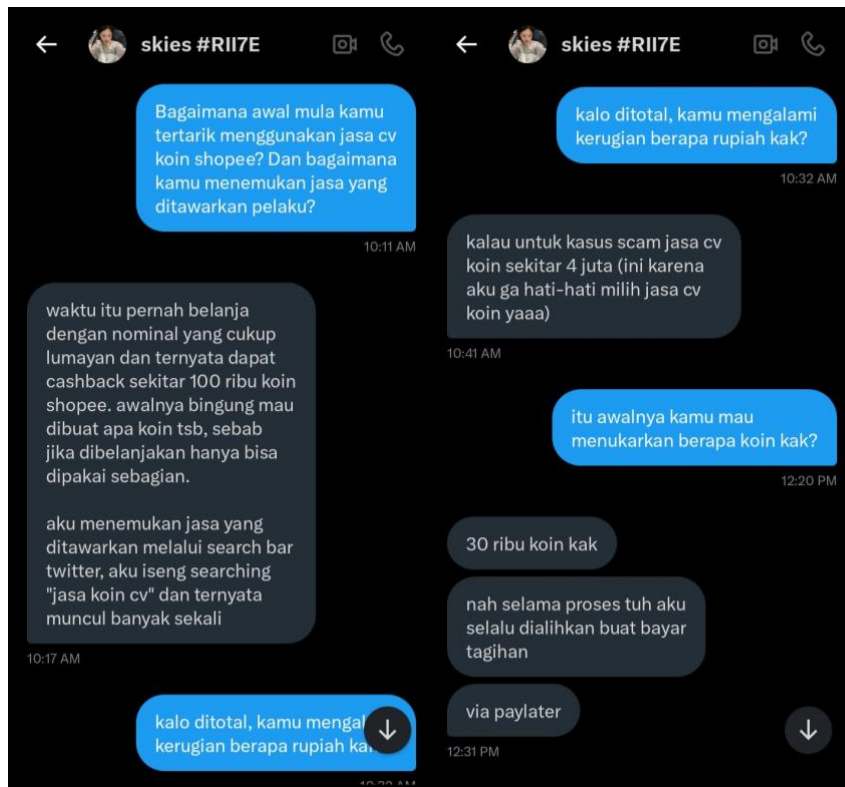 skies #RII7E
Bagaimana awal mula kamu
tertarik menggunakan jasa cv
koin shopee? Dan bagaimana
kamu menemukan jasa yang
ditawarkan pelaku?
10:11 AM
waktu itu pernah belanja
dengan nominal yang cukup
lumayan dan ternyata dapat
cashback sekitar 100 ribu koin
shopee. awalnya bingung mau
dibuat apa koin tsb, sebab
jika dibelanjakan hanya bisa
dipakai sebagian.
aku menemukan jasa yang
ditawarkan melalui search bar
twitter, aku iseng searching
"jasa koin cv" dan ternyata
muncul banyak sekali
10:17 AM
kalo ditotal, kamu mengal
kerugian berapa rupiah
skies #RII7E
kalo ditotal, kamu mengalami
kerugian berapa rupiah kak?
10:32 AM
kalau untuk kasus scam jasa cv
koin sekitar 4 juta (ini karena
aku ga hati-hati milih jasa cv
koin yaaa)
10:41 AM
itu awalnya kamu mau
menukarkan berapa koin kak?
12:20 PM
30 ribu koin kak
nah selama proses tuh aku
selalu dialihkan buat bayar
tagihan
via paylater
12:31 PM